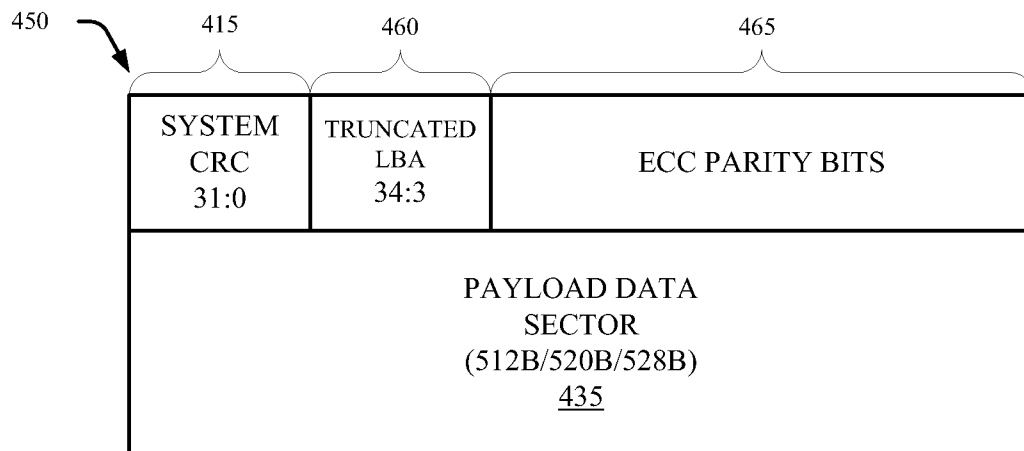 450
415
460
465
SYSTEM
CRC
31:0
TRUNCATED
LBA
34:3
ECC PARITY BITS
PAYLOAD DATA
SECTOR
(512B/520B/528B)
435